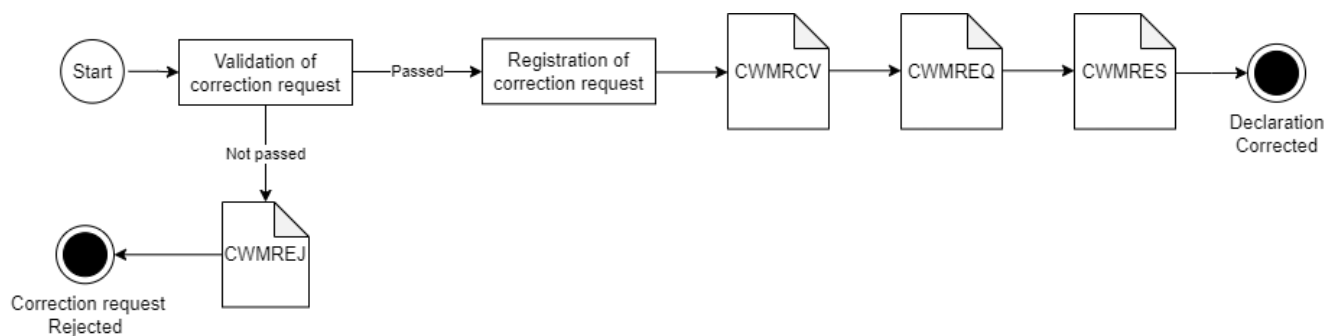 Start
Validation of
correction request
Passed
Registration of
correction request
CWMRCV
CWMREQ
CWMRES
Declaration
Corrected
Not passed
CWMREJ
Correction request
Rejected